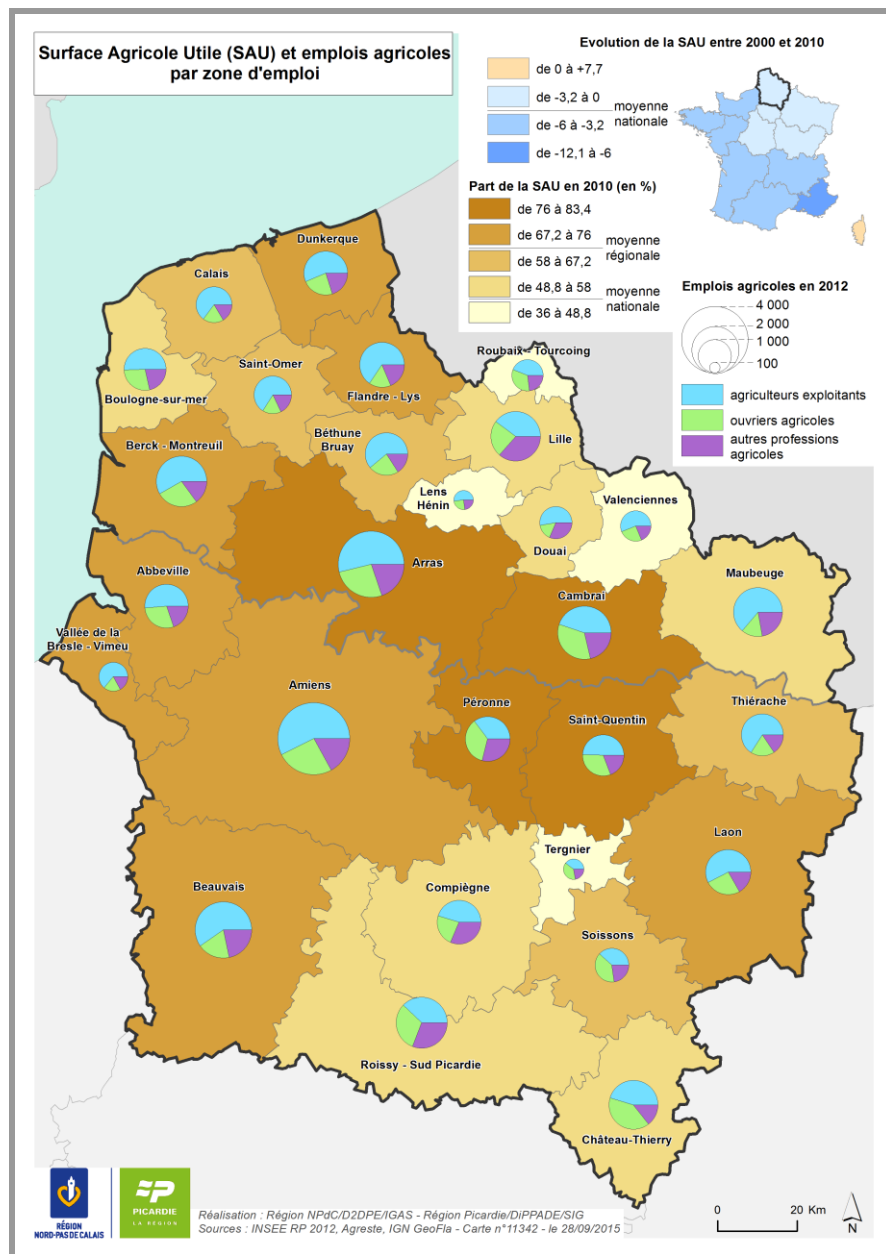 Surface Agricole Utile (SAU) et emplois agricoles
par zone d'emploi
Evolution de la SAU entre 2000 et 2010
de 0 à +7,7
de -3,2 à 0
moyenne
nationale
de -6 à -3,2
de -12,1 à -6
Part de la SAU en 2010 (en %)
de 76 à 83,4
de 67,2 à 76
moyenne
régionale
de 58 à 67,2
de 48,8 à 58
moyenne
nationale
de 36 à 48,8
Emplois agricoles en 2012
4 000
2 000
1 000
100
agriculteurs exploitants
ouvriers agricoles
autres professions
agricoles
Dunkerque
Calais
Roubaix - Tourcoing
Saint-Omer
Boulogne-sur-mer
Flandre - Lys
Béthune
Bruay
Lille
Berck - Montreuil
Lens
Hénin
Valenciennes
Douai
Arras
Maubeuge
Abbeville
Cambrai
Vallée de la
Bresle - Vimeu
Amiens
Péronne
Saint-Quentin
Thiérache
Laon
Tergnier
Beauvais
Compiègne
Soissons
Roissy - Sud Picardie
Château-Thierry
RÉGION
NORD-PAS DE CALAIS
PICARDIE
LA RÉGION
Réalisation : Région NPdC/D2DPE/IGAS - Région Picardie/DiPPADE/SIG
Sources : INSEE RP 2012, Agreste, IGN GeoFla - Carte n°11342 - le 28/09/2015
0 20 Km
N